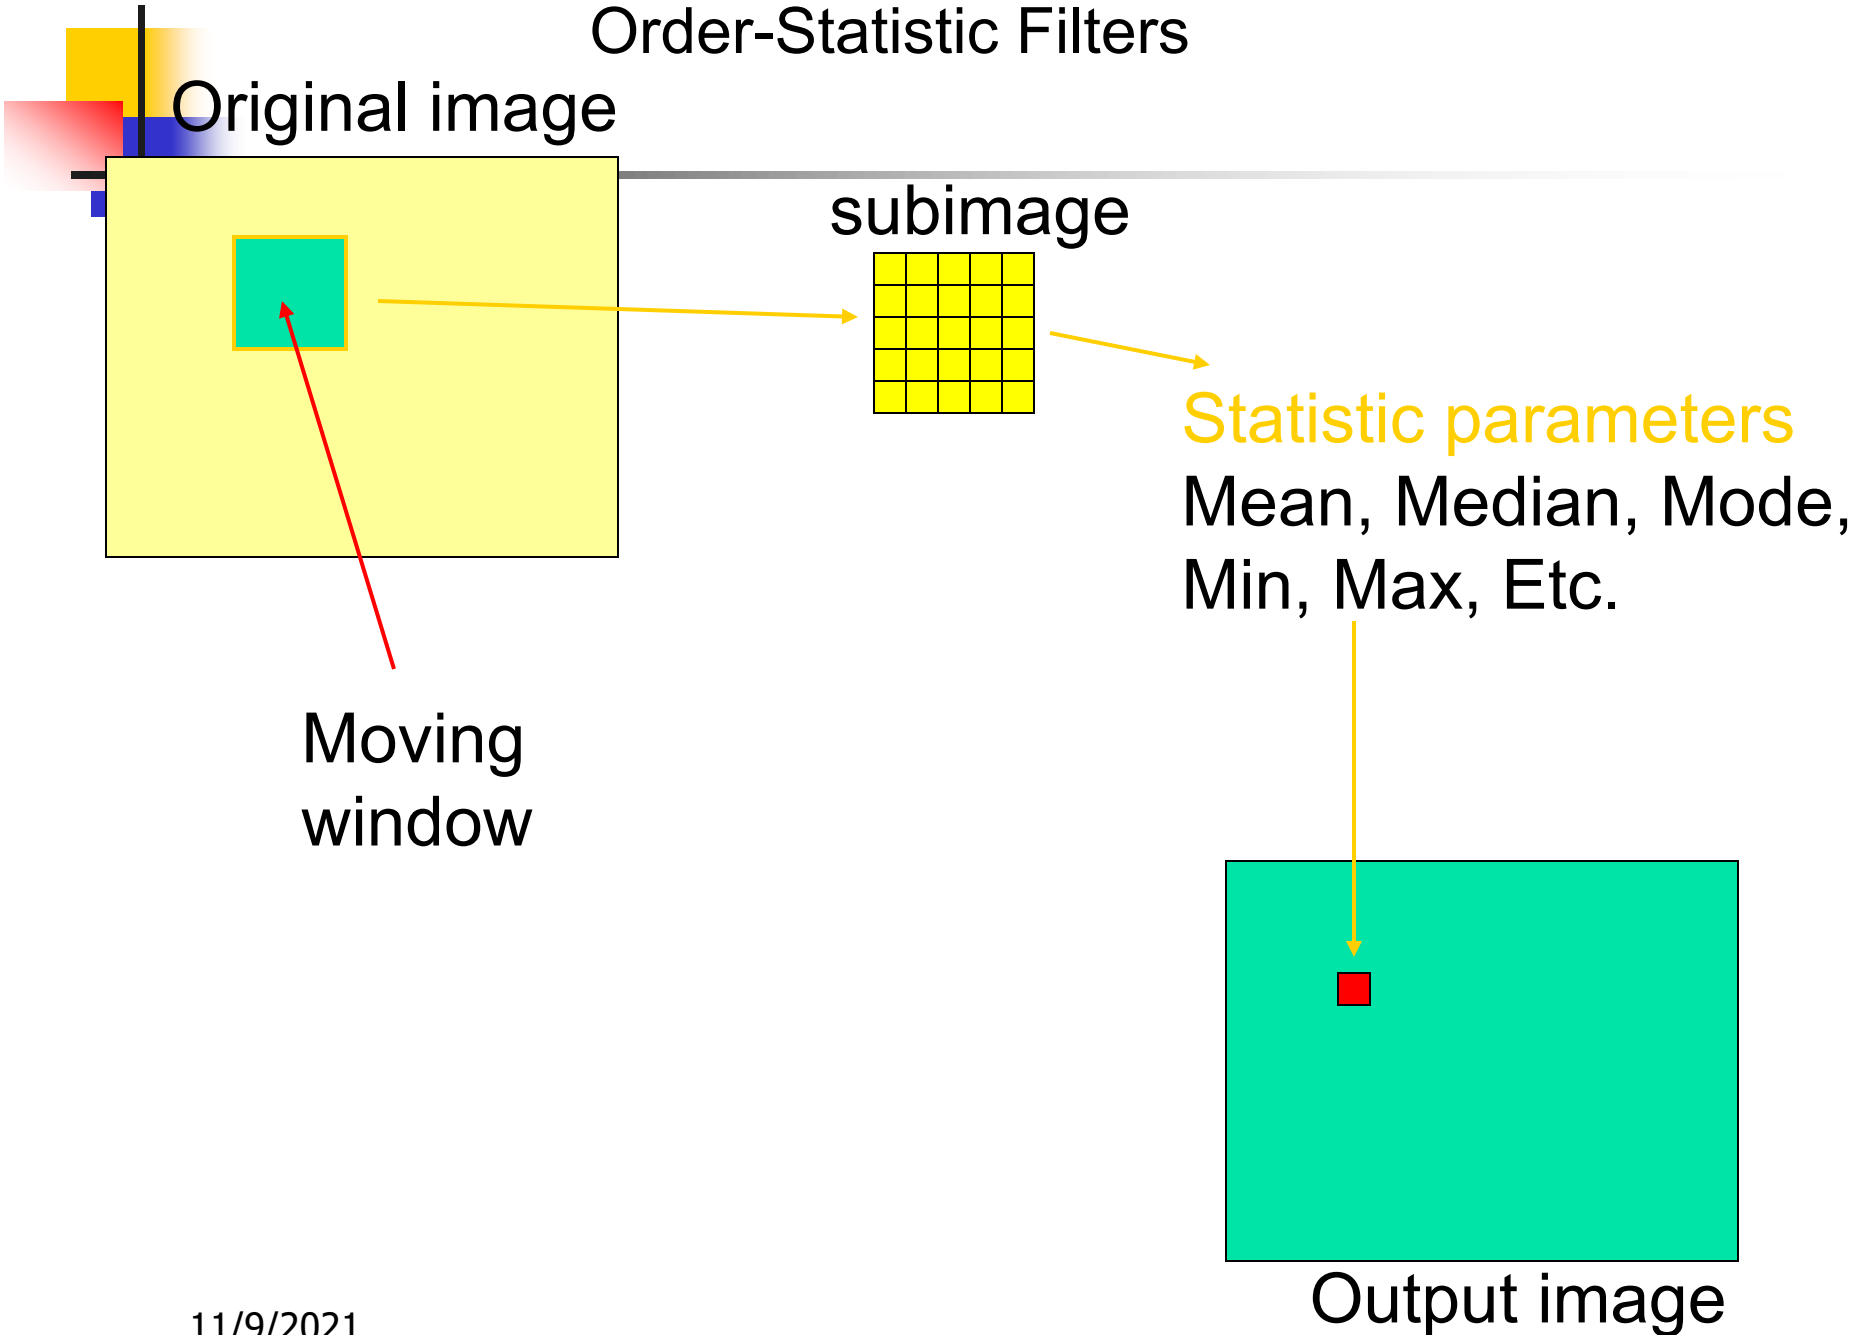 Order-Statistic Filters
Original image
subimage
Statistic parameters
Mean, Median, Mode,
Min, Max, Etc.
Moving
window
Output image
11/9/2021